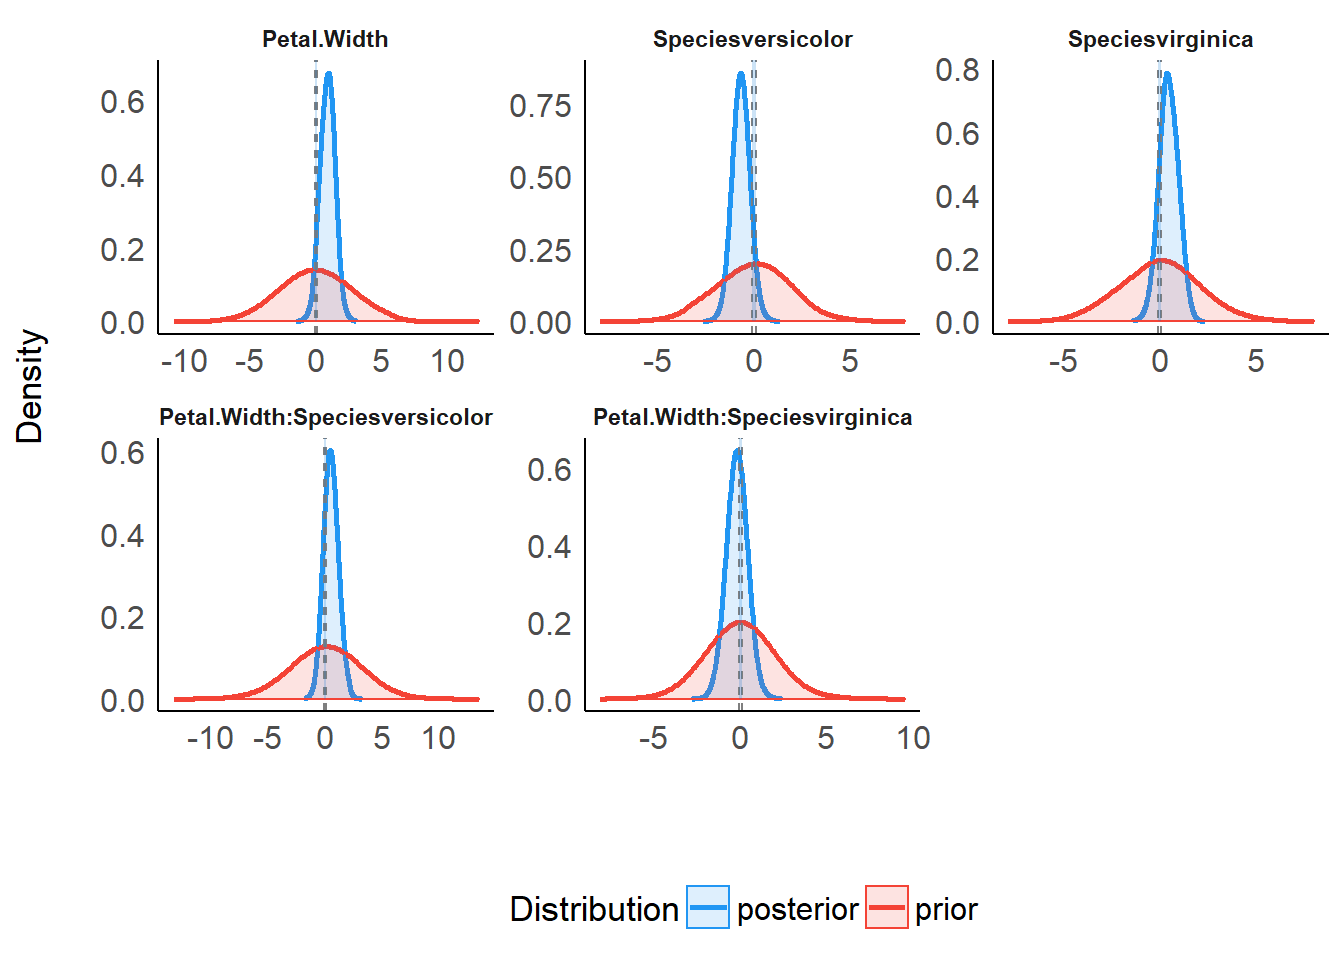 Petal.Width
Speciesversicolor
Speciesvirginica
0.6
0.4
0.2
0.0
-10 -5 0 5 10
0.75
0.50
0.25
0.00
-5 0 5
0.8
0.6
0.4
0.2
0.0
-5 0 5
Density
Petal.Width:Speciesversicolor
Petal.Width:Speciesvirginica
0.6
0.4
0.2
0.0
-10 -5 0 5 10
0.6
0.4
0.2
0.0
-5 0 5 10
Distribution posterior prior